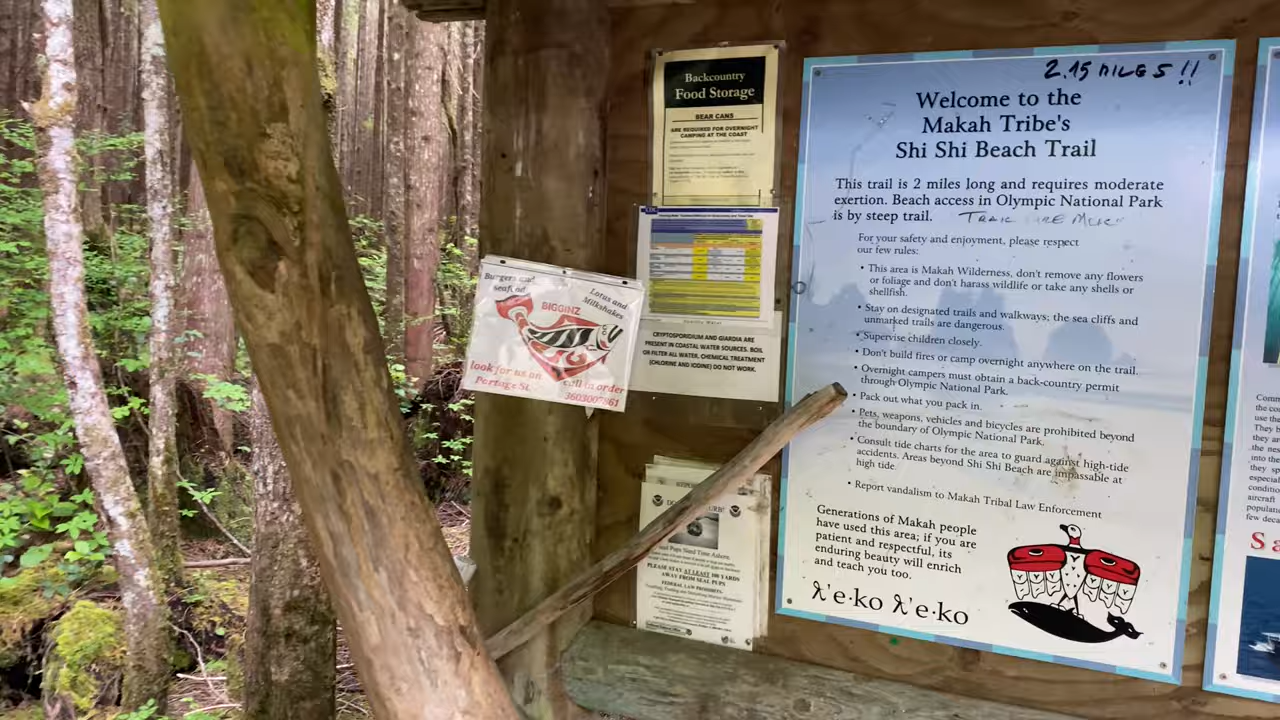 Backcountry
Food Storage
BEAR CANS
ARE REQUIRED FOR OVERNIGHT
CAMPING AT THE COAST
CRYPTOSPORIDIUM AND GIARDIA ARE
PRESENT IN COASTAL WATER SOURCES. BOIL
OR FILTER ALL WATER, CHEMICAL TREATMENT
(CHLORINE AND IODINE) DO NOT WORK.
Burgers and
seafood
Lotus and
Milkshakes
BIGGINZ
look for us on
Portage St.
call in order
3603007861
Pups Need Time Ashore
PLEASE STAY AT LEAST 100 YARDS
AWAY FROM SEAL PUPS
FEDERAL LAW PROHIBITS
2.15 MILES!!
Welcome to the
Makah Tribe's
Shi Shi Beach Trail
This trail is 2 miles long and requires moderate
exertion. Beach access in Olympic National Park
is by steep trail.
TRAIL
For your safety and enjoyment, please respect
our few rules:
• This area is Makah Wilderness, don't remove any flowers
or foliage and don't harass wildlife or take any shells or
shellfish.
• Stay on designated trails and walkways; the sea cliffs and
unmarked trails are dangerous.
• Supervise children closely.
• Don't build fires or camp overnight anywhere on the trail.
• Overnight campers must obtain a back-country permit
through Olympic National Park.
• Pack out what you pack in.
• Pets, weapons, vehicles and bicycles are prohibited beyond
the boundary of Olympic National Park.
• Consult tide charts for the area to guard against high-tide
accidents. Areas beyond Shi Shi Beach are impassable at
high tide
• Report vandalism to Makah Tribal Law Enforcement
Generations of Makah people
have used this area; if you are
patient and respectful, its
enduring beauty will enrich
and teach you too.
ƛ'e·ko ƛ'e·ko